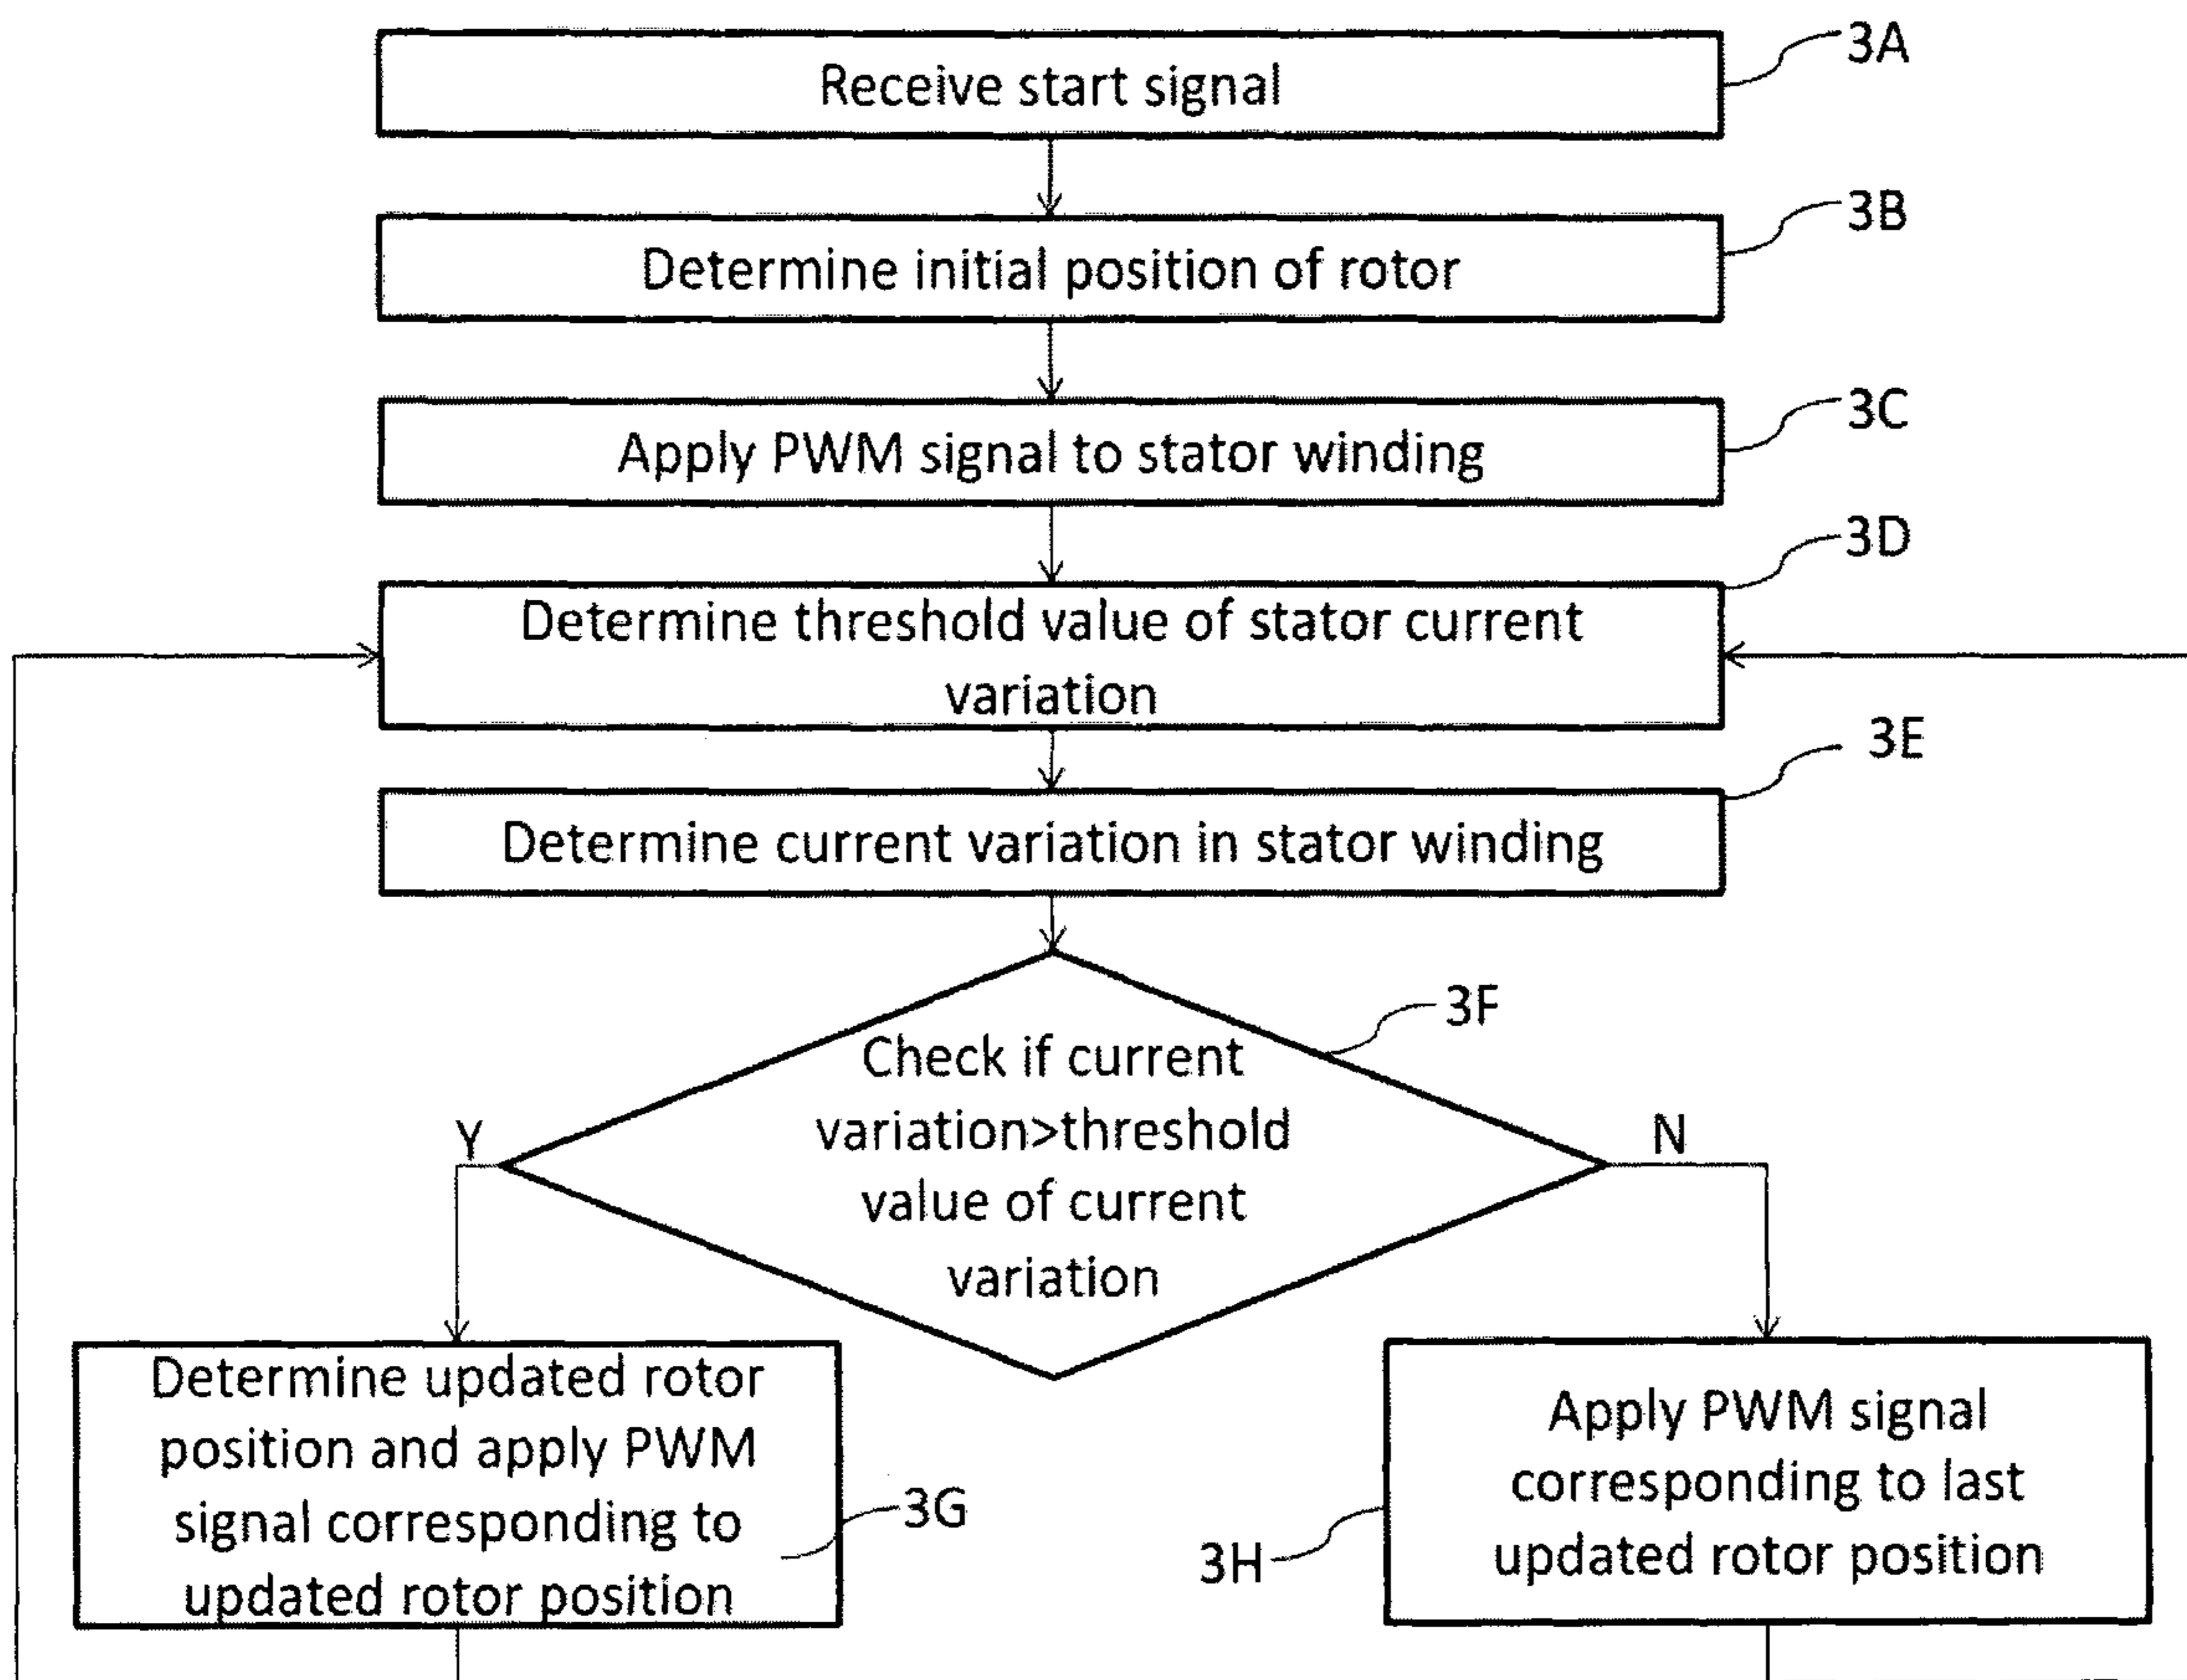 Receive start signal
3A
Determine initial position of rotor
3B
Apply PWM signal to stator winding
3C
Determine threshold value of stator current
variation
3D
Determine current variation in stator winding
3E
Check if current
variation>threshold
value of current
variation
3F
Y
N
Determine updated rotor
position and apply PWM
signal corresponding to
updated rotor position
3G
Apply PWM signal
corresponding to last
updated rotor position
3H